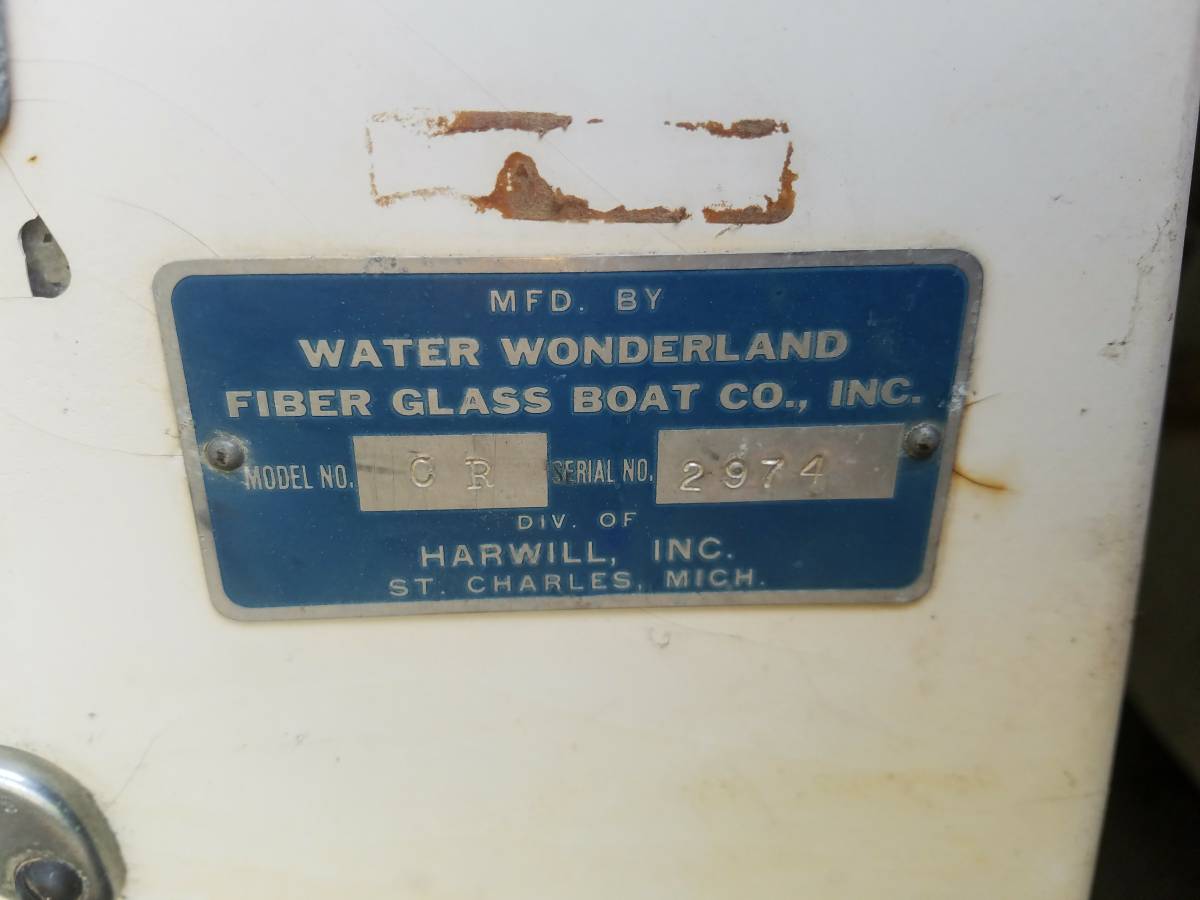 MFD. BY
WATER WONDERLAND
FIBER GLASS BOAT CO., INC.
MODEL NO. CR SERIAL NO. 2974
DIV. OF
HARWILL, INC.
ST. CHARLES, MICH.